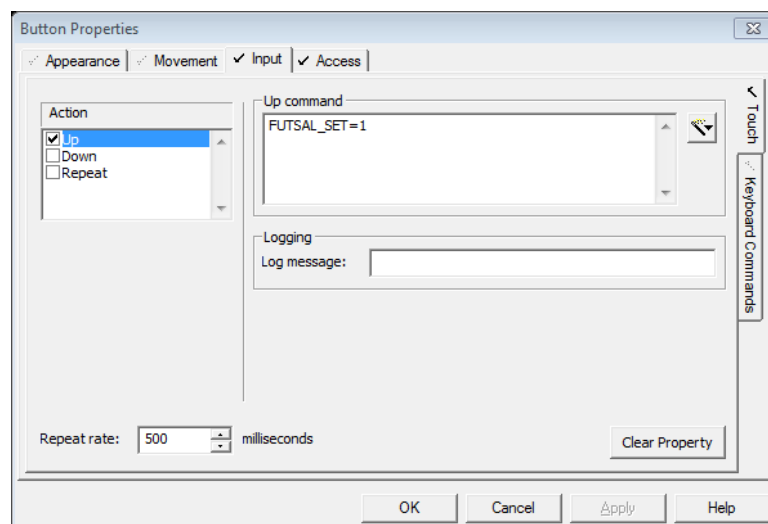 Button Properties
Appearance
Movement
Input
Access
Action
Up
Down
Repeat
Up command
FUTSAL_SET=1
Logging
Log message:
Touch
Keyboard Commands
Repeat rate:
500
milliseconds
Clear Property
OK
Cancel
Apply
Help